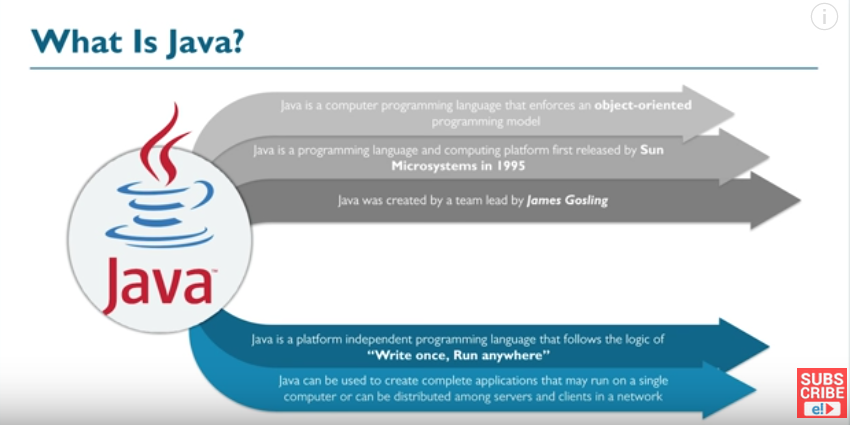 What Is Java?
Java is a computer programming language that enforces an object-oriented
programming model
Java is a programming language and computing platform first released by Sun
Microsystems in 1995
Java was created by a team lead by James Gosling
Java™
Java is a platform independent programming language that follows the logic of
“Write once, Run anywhere”
Java can be used to create complete applications that may run on a single
computer or can be distributed among servers and clients in a network
SUBS
CRIBE
e!
i